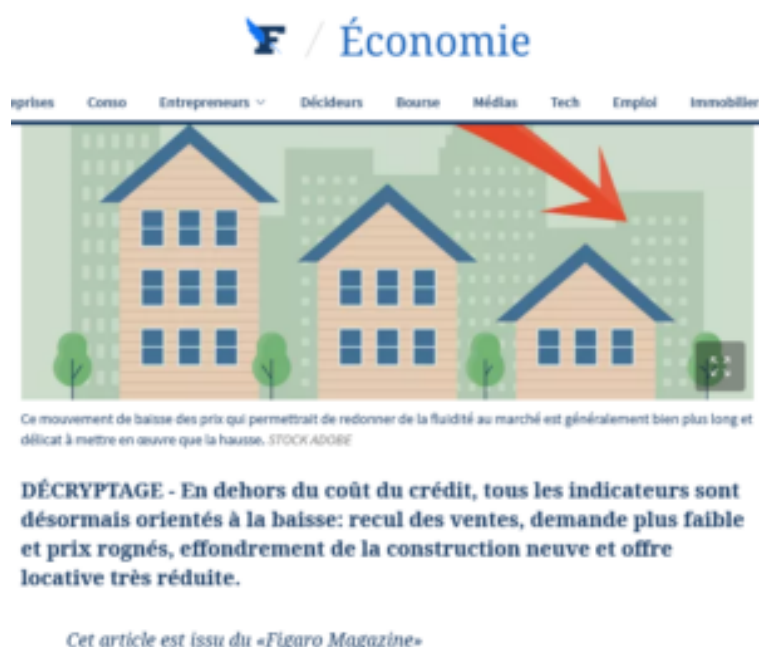 F / Économie
eprises Conso Entrepreneurs Décideurs Bourse Médias Tech Emploi Immobilier
Ce mouvement de baisse des prix qui permettrait de redonner de la fluidité au marché est généralement bien plus long et
délicat à mettre en œuvre que la hausse. STOCK ADOBE
DÉCRYPTAGE - En dehors du coût du crédit, tous les indicateurs sont
désormais orientés à la baisse: recul des ventes, demande plus faible
et prix rognés, effondrement de la construction neuve et offre
locative très réduite.
Cet article est issu du «Figaro Magazine»